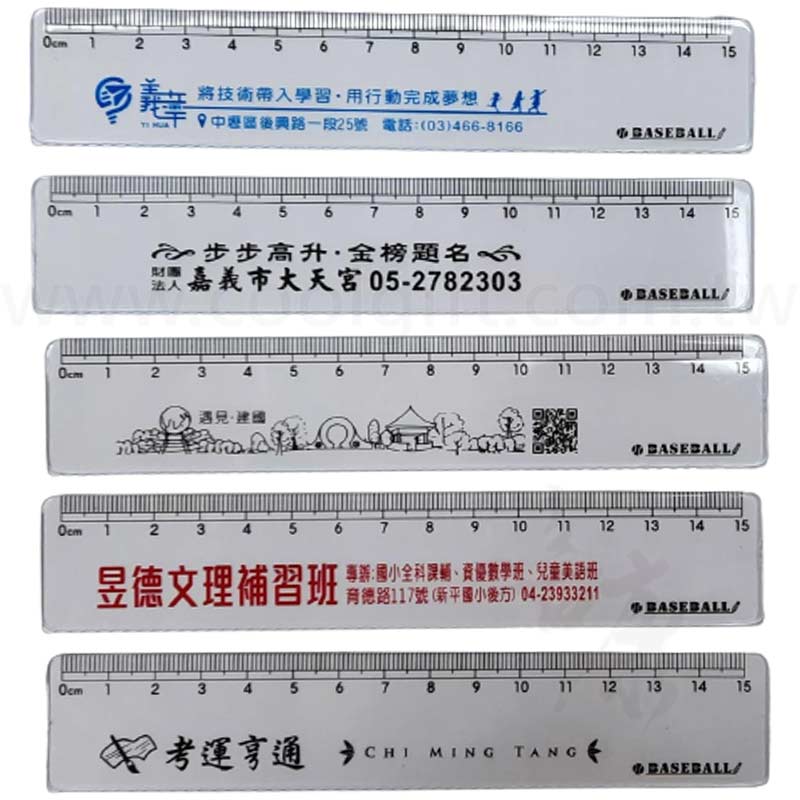 0cm 1 2 3 4 5 6 7 8 9 10 11 12 13 14 15
義華 將技術帶入學習·用行動完成夢想
YI HUA 中壢區後興路一段25號 電話:(03)466-8166
BASEBALL
0cm 1 2 3 4 5 6 7 8 9 10 11 12 13 14 15
步步高升·金榜題名
財團法人 嘉義市大天宮 05-2782303
BASEBALL
www.coolgift.com.tw
0cm 1 2 3 4 5 6 7 8 9 10 11 12 13 14 15
遇見·建國
BASEBALL
0cm 1 2 3 4 5 6 7 8 9 10 11 12 13 14 15
昱德文理補習班 專辦:國小全科課輔、資優數學班、兒童美語班
育德路117號(新平國小後方) 04-23933211
BASEBALL
0cm 1 2 3 4 5 6 7 8 9 10 11 12 13 14 15
考運亨通 CHI MING TANG
BASEBALL